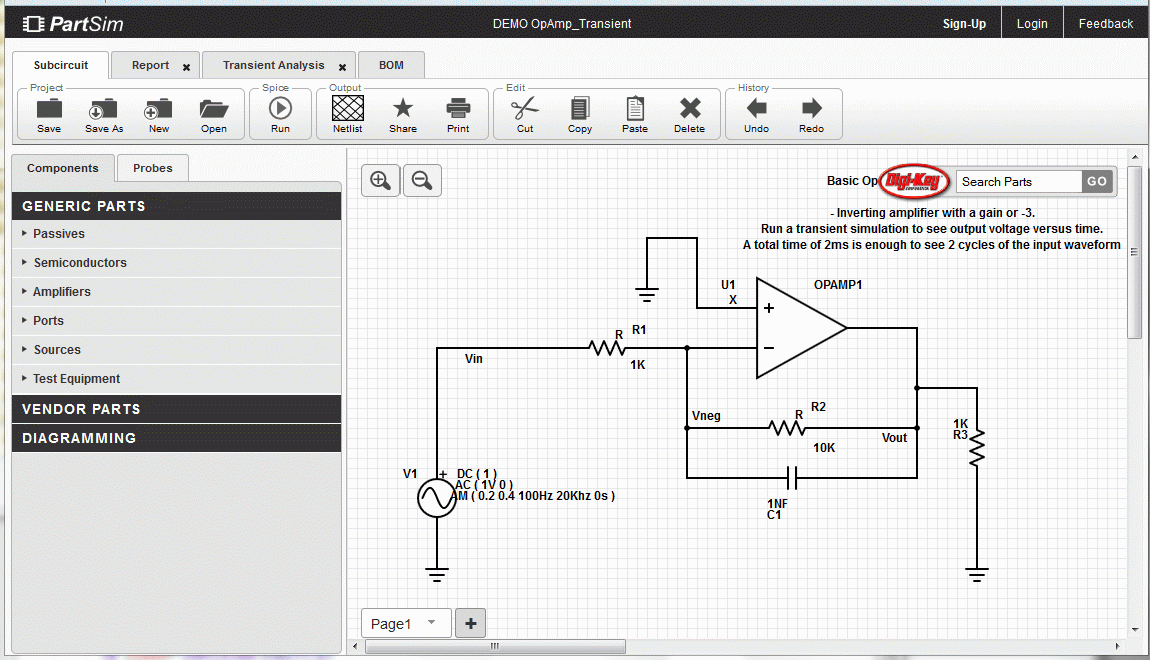 PartSim
DEMO OpAmp_Transient
Sign-Up
Login
Feedback
Subcircuit
Report
Transient Analysis
BOM
Project
Spice
Output
Edit
History
Save
Save As
New
Open
Run
Netlist
Share
Print
Cut
Copy
Paste
Delete
Undo
Redo
Components
Probes
GENERIC PARTS
Passives
Semiconductors
Amplifiers
Ports
Sources
Test Equipment
VENDOR PARTS
DIAGRAMMING
Basic Op
Digi-Key
CORPORATION
Search Parts
GO
- Inverting amplifier with a gain or -3.
Run a transient simulation to see output voltage versus time.
A total time of 2ms is enough to see 2 cycles of the input waveform
U1
X
OPAMP1
+
−
R
R1
1K
Vin
Vneg
R
R2
10K
Vout
1K
R3
1NF
C1
V1
+
DC ( 1 )
AC ( 1V 0 )
AM ( 0.2 0.4 100Hz 20Khz 0s )
Page1
+